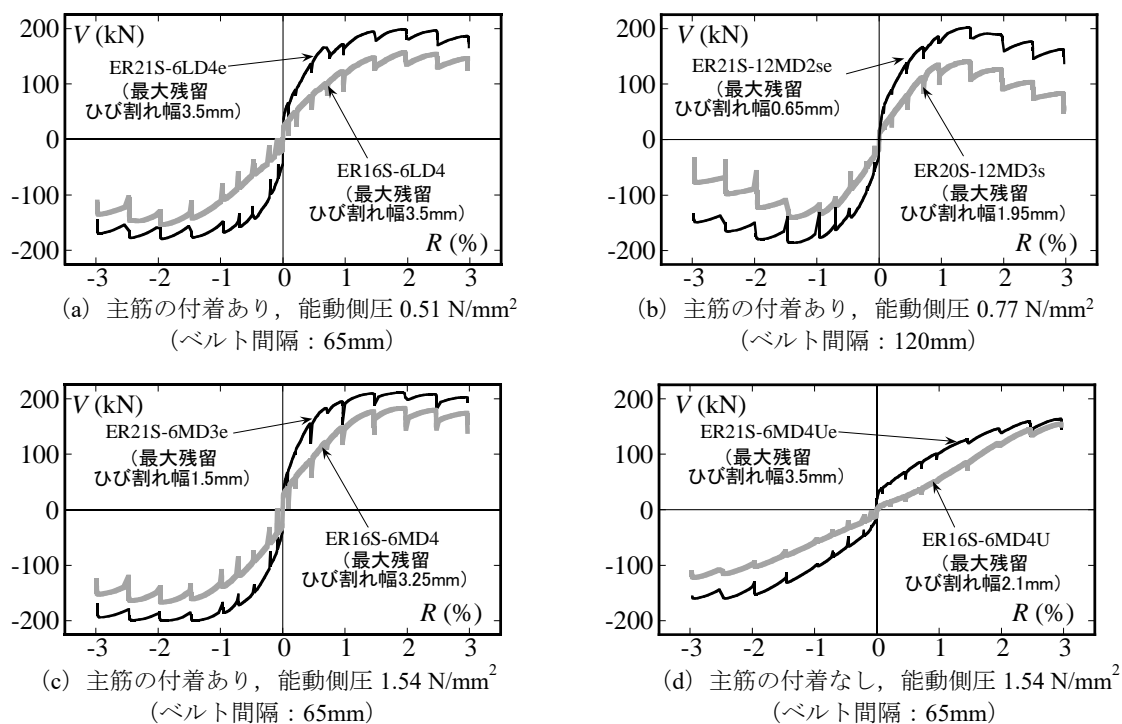 V (kN)
200
100
0
-100
-200
ER21S-6LD4e
(最大残留
ひび割れ幅3.5mm)
ER16S-6LD4
(最大残留
ひび割れ幅3.5mm)
R (%)
-3 -2 -1 0 1 2 3
(a) 主筋の付着あり，能動側圧 0.51 N/mm²
(ベルト間隔：65mm)
V (kN)
200
100
0
-100
-200
ER21S-12MD2se
(最大残留
ひび割れ幅0.65mm)
ER20S-12MD3s
(最大残留
ひび割れ幅1.95mm)
R (%)
-3 -2 -1 0 1 2 3
(b) 主筋の付着あり，能動側圧 0.77 N/mm²
(ベルト間隔：120mm)
V (kN)
200
100
0
-100
-200
ER21S-6MD3e
(最大残留
ひび割れ幅1.5mm)
ER16S-6MD4
(最大残留
ひび割れ幅3.25mm)
R (%)
-3 -2 -1 0 1 2 3
(c) 主筋の付着あり，能動側圧 1.54 N/mm²
(ベルト間隔：65mm)
V (kN)
200
100
0
-100
-200
ER21S-6MD4Ue
(最大残留
ひび割れ幅3.5mm)
ER16S-6MD4U
(最大残留
ひび割れ幅2.1mm)
R (%)
-3 -2 -1 0 1 2 3
(d) 主筋の付着なし，能動側圧 1.54 N/mm²
(ベルト間隔：65mm)